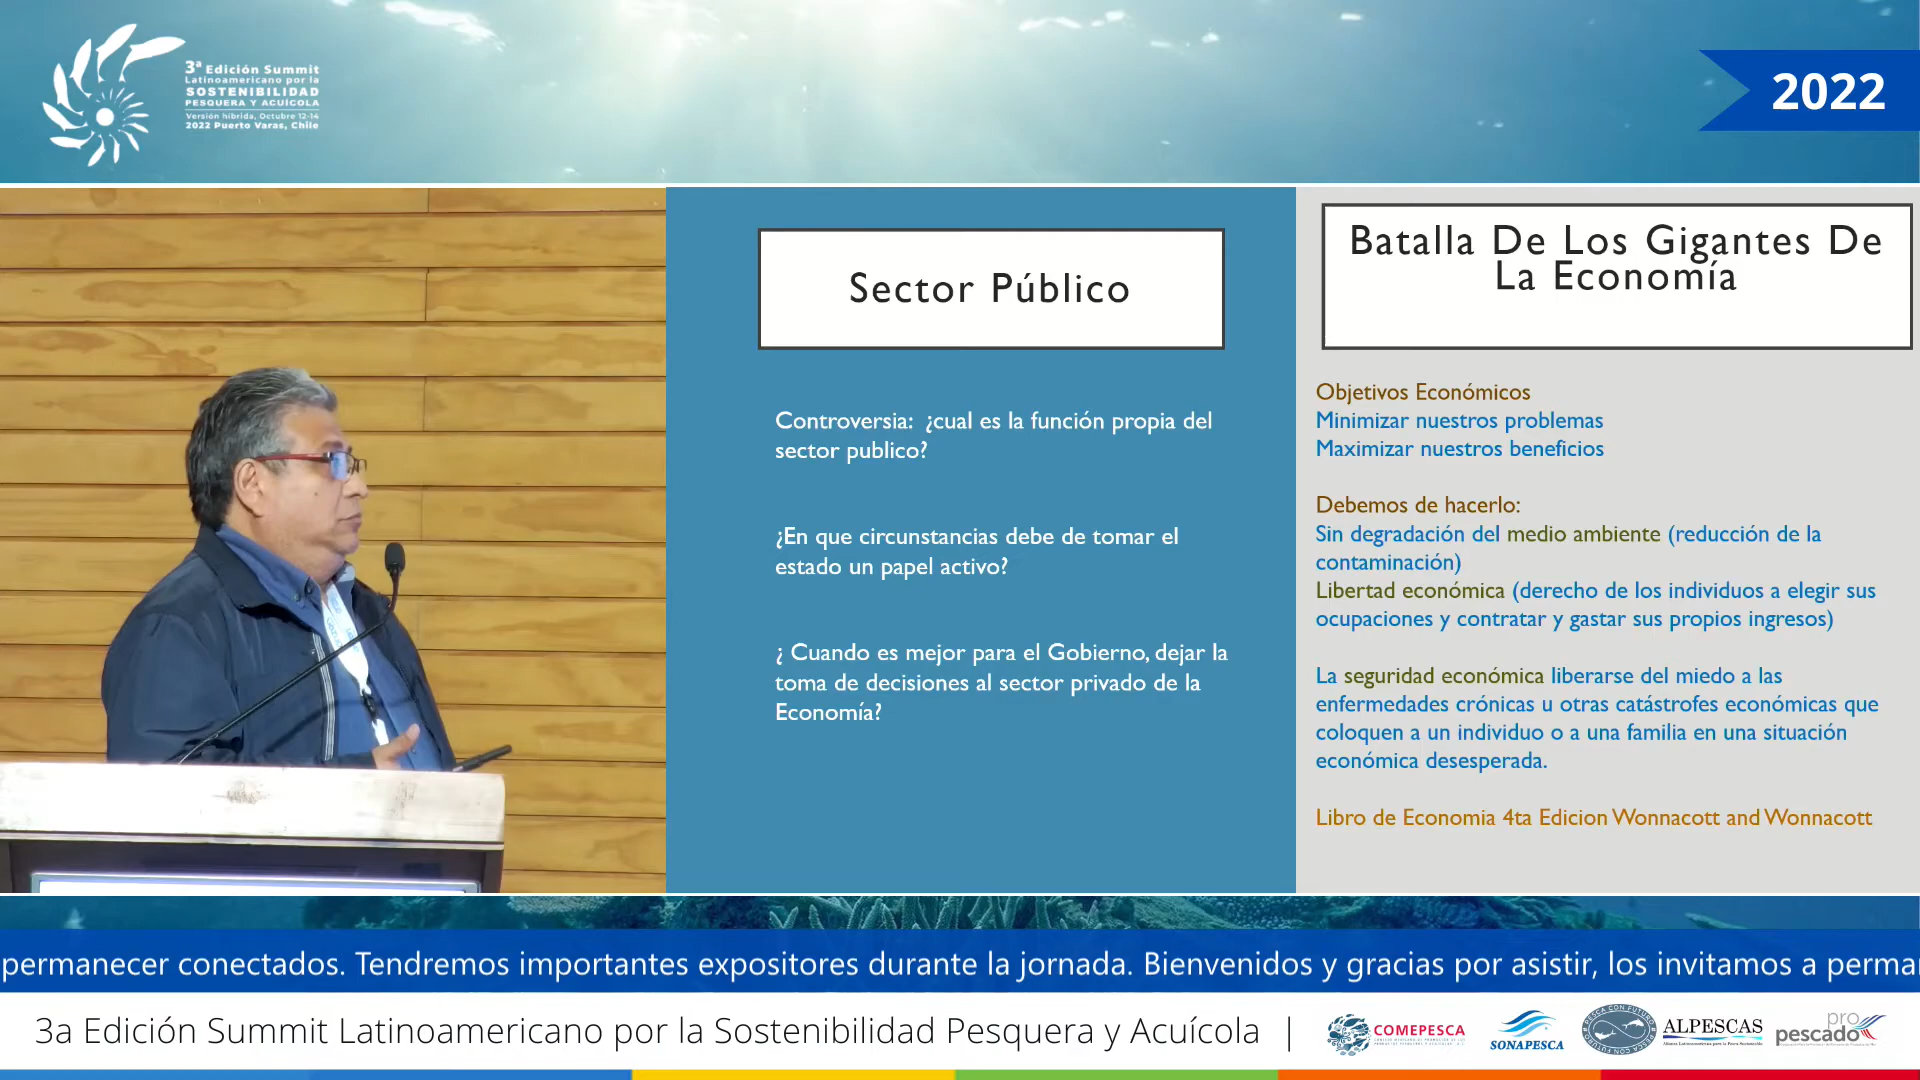 3ª Edición Summit
Latinoamericano por la
SOSTENIBILIDAD
PESQUERA Y ACUÍCOLA
Versión híbrida, Octubre 12-14
2022 Puerto Varas, Chile
2022
Sector Público
Controversia: ¿cual es la función propia del
sector publico?
¿En que circunstancias debe de tomar el
estado un papel activo?
¿ Cuando es mejor para el Gobierno, dejar la
toma de decisiones al sector privado de la
Economía?
Batalla De Los Gigantes De
La Economía
Objetivos Económicos
Minimizar nuestros problemas
Maximizar nuestros beneficios
Debemos de hacerlo:
Sin degradación del medio ambiente (reducción de la
contaminación)
Libertad económica (derecho de los individuos a elegir sus
ocupaciones y contratar y gastar sus propios ingresos)
La seguridad económica liberarse del miedo a las
enfermedades crónicas u otras catástrofes económicas que
coloquen a un individuo o a una familia en una situación
económica desesperada.
Libro de Economia 4ta Edicion Wonnacott and Wonnacott
permanecer conectados. Tendremos importantes expositores durante la jornada. Bienvenidos y gracias por asistir, los invitamos a perma
3a Edición Summit Latinoamericano por la Sostenibilidad Pesquera y Acuícola |
COMEPESCA
SONAPESCA
PESCA CON FUTURO
ALPESCAS
pro
pescado